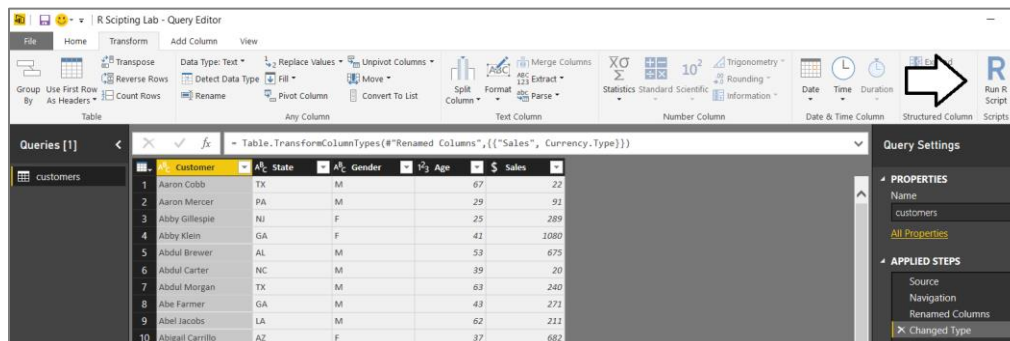 R Scipting Lab - Query Editor
File Home Transform Add Column View
Group By
Use First Row As Headers
Transpose
Reverse Rows
Count Rows
Table
Data Type: Text
Detect Data Type
Rename
Replace Values
Fill
Pivot Column
Unpivot Columns
Move
Convert To List
Any Column
Split Column
Format
ABC
Merge Columns
Extract
Parse
Text Column
Statistics
Standard
Scientific
10²
Trigonometry
Rounding
Information
Number Column
Date
Time
Duration
Date & Time Column
Structured Column
R
Run R Script
Scripts
Queries [1]
customers
fx = Table.TransformColumnTypes(#"Renamed Columns",{{"Sales", Currency.Type}})
Customer State Gender Age $ Sales
1 Aaron Cobb TX M 67 22
2 Aaron Mercer PA M 29 91
3 Abby Gillespie NJ F 25 289
4 Abby Klein GA F 41 1080
5 Abdul Brewer AL M 53 675
6 Abdul Carter NC M 39 20
7 Abdul Morgan TX M 63 240
8 Abe Farmer GA M 43 271
9 Abel Jacobs LA M 62 211
10 Abigail Carrillo AZ F 37 682
Query Settings
PROPERTIES
Name
customers
All Properties
APPLIED STEPS
Source
Navigation
Renamed Columns
Changed Type